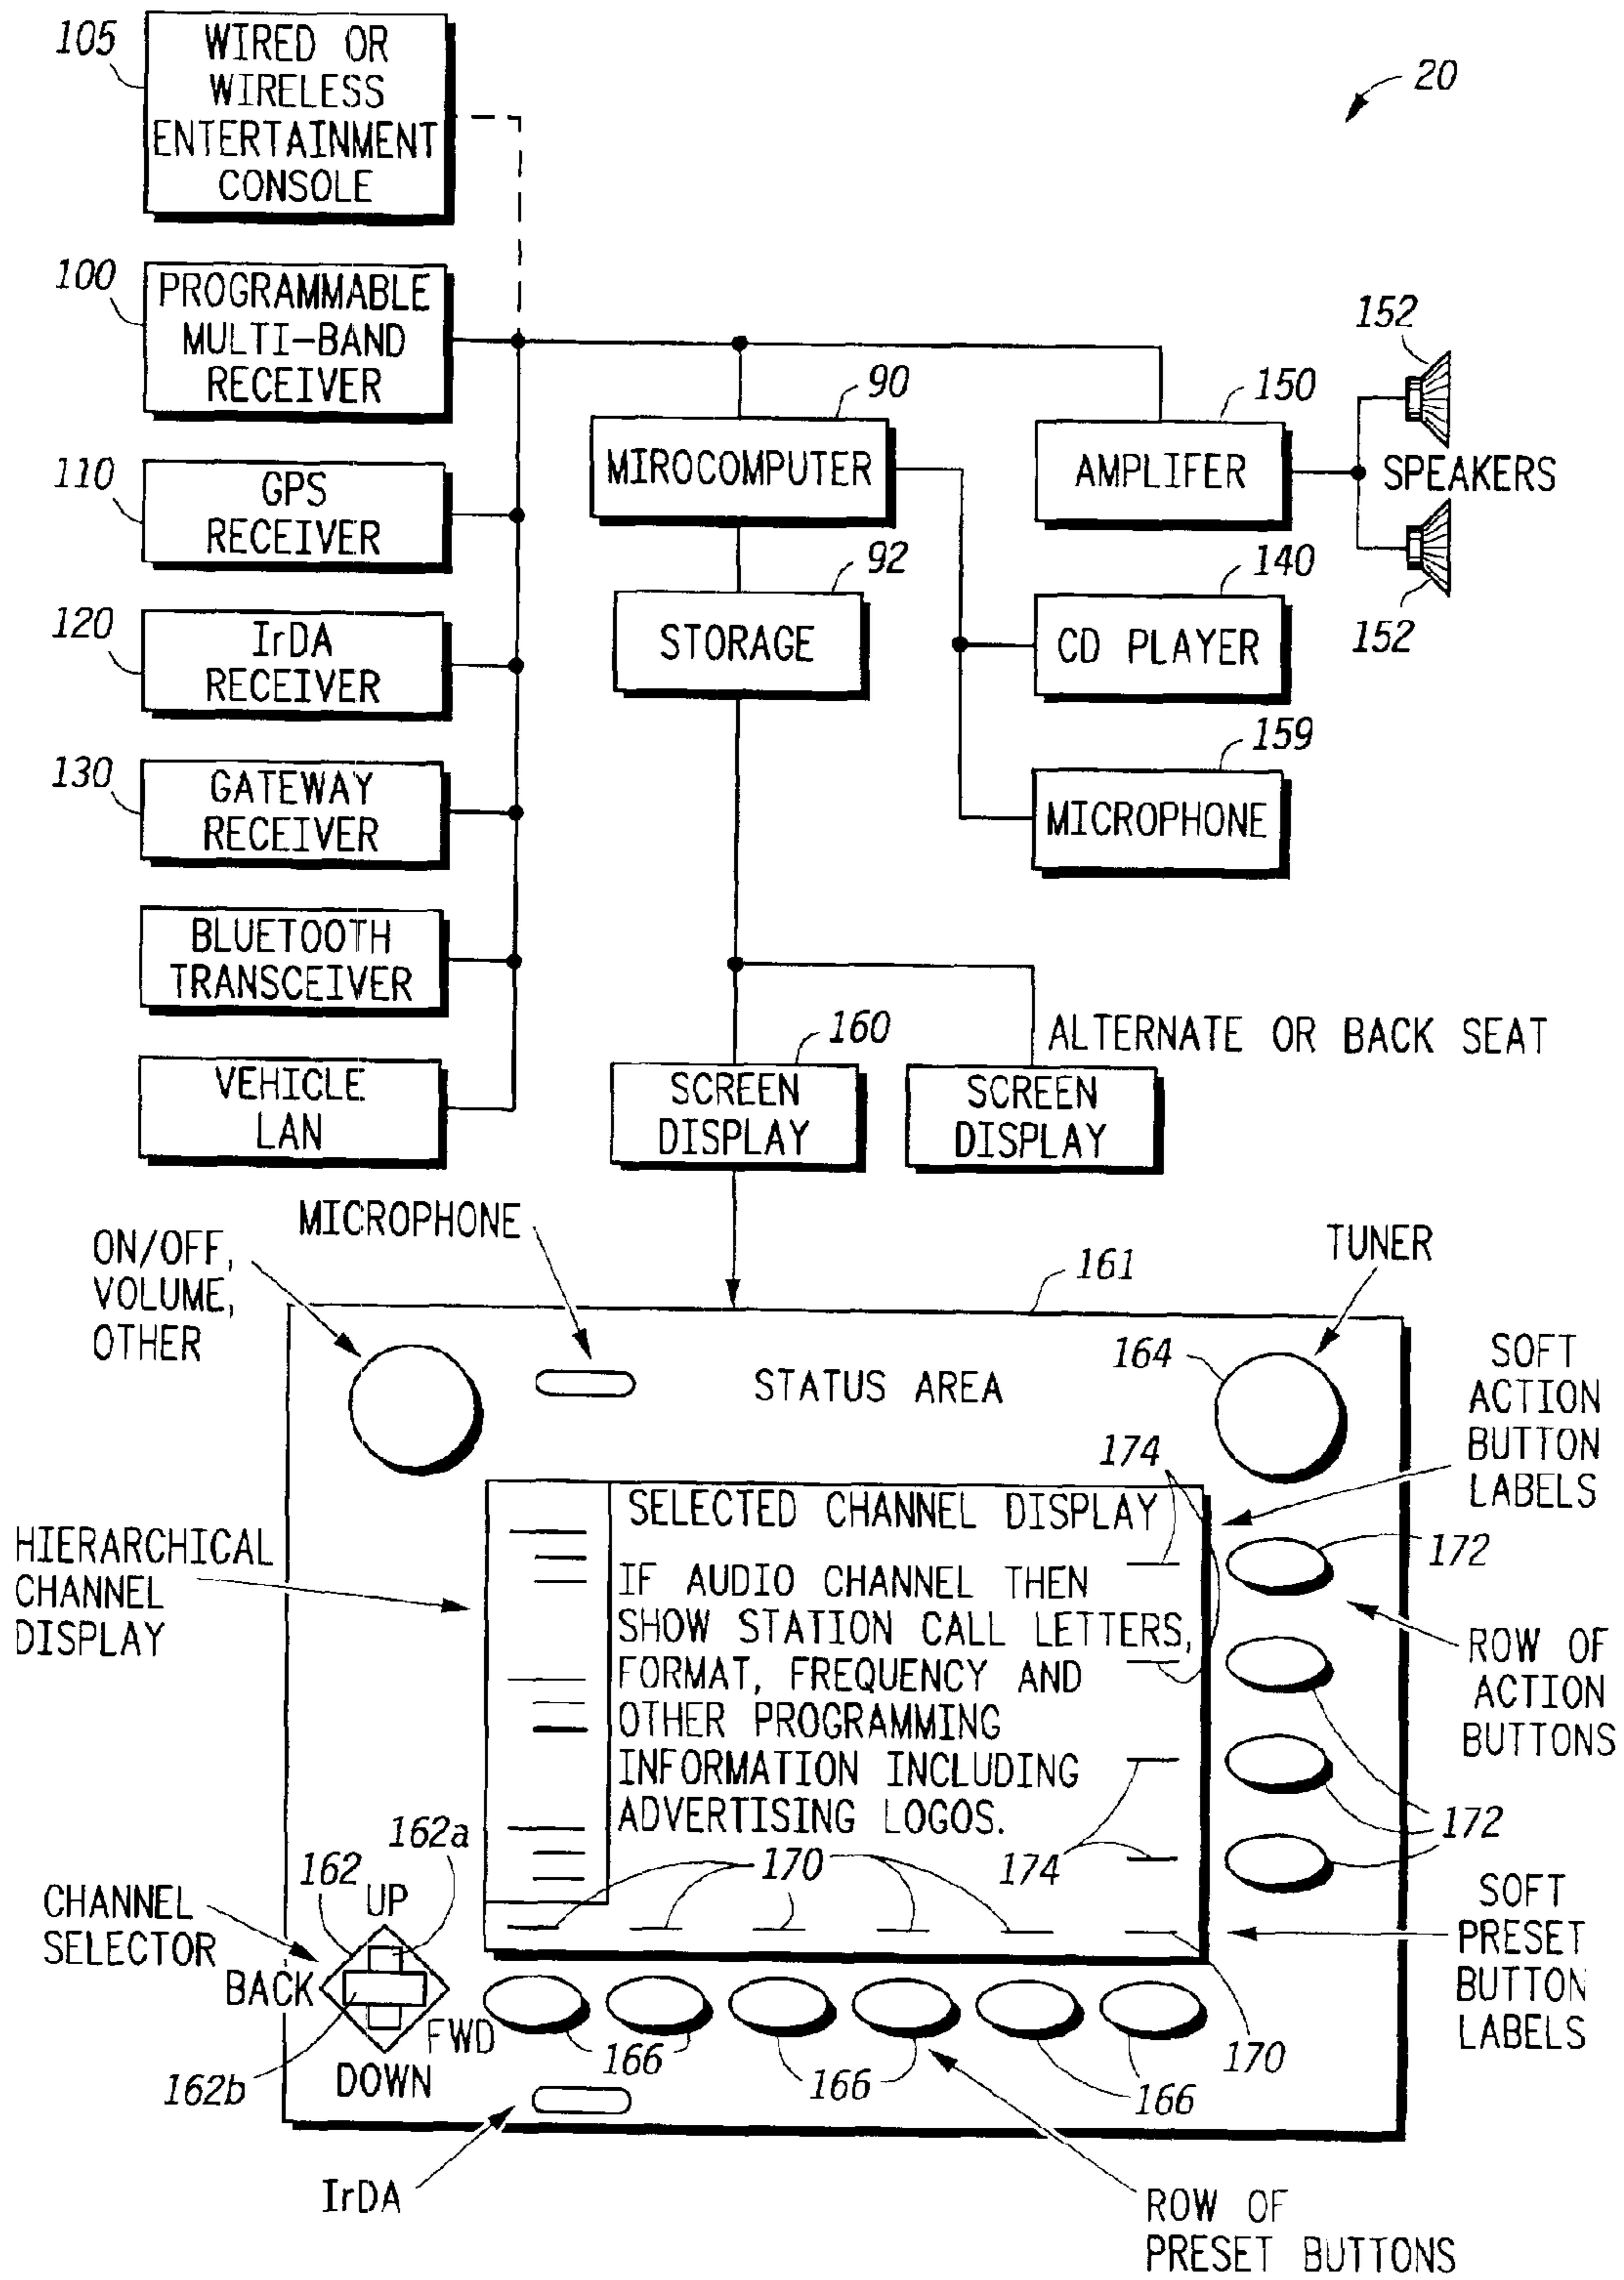 105
WIRED OR
WIRELESS
ENTERTAINMENT
CONSOLE
20
100
PROGRAMMABLE
MULTI-BAND
RECEIVER
110
GPS
RECEIVER
120
IrDA
RECEIVER
130
GATEWAY
RECEIVER
BLUETOOTH
TRANSCEIVER
VEHICLE
LAN
90
MIROCOMPUTER
92
STORAGE
150
AMPLIFER
152
SPEAKERS
152
140
CD PLAYER
159
MICROPHONE
160
SCREEN
DISPLAY
ALTERNATE OR BACK SEAT
SCREEN
DISPLAY
ON/OFF,
VOLUME,
OTHER
MICROPHONE
161
TUNER
164
STATUS AREA
SOFT
ACTION
BUTTON
LABELS
174
HIERARCHICAL
CHANNEL
DISPLAY
SELECTED CHANNEL DISPLAY
IF AUDIO CHANNEL THEN
SHOW STATION CALL LETTERS,
FORMAT, FREQUENCY AND
OTHER PROGRAMMING
INFORMATION INCLUDING
ADVERTISING LOGOS.
172
ROW OF
ACTION
BUTTONS
172
174
170
162a
162
CHANNEL
SELECTOR
UP
BACK
FWD
DOWN
162b
SOFT
PRESET
BUTTON
LABELS
170
166
166
166
IrDA
ROW OF
PRESET BUTTONS